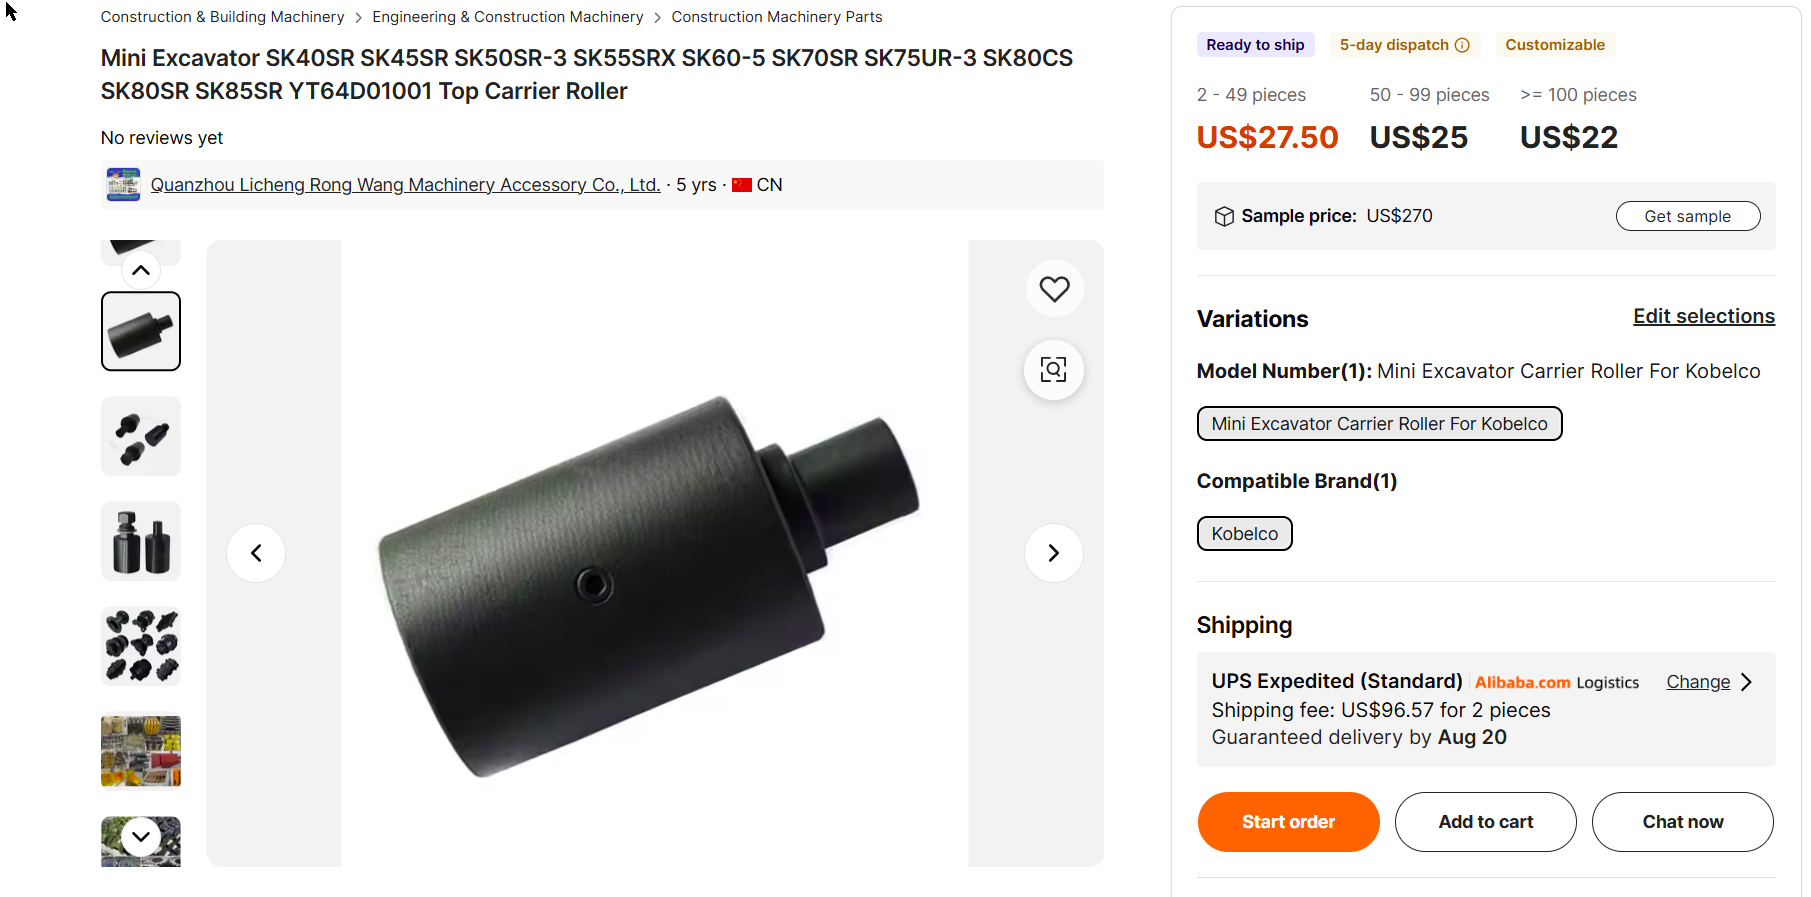 Construction & Building Machinery > Engineering & Construction Machinery > Construction Machinery Parts
Mini Excavator SK40SR SK45SR SK50SR-3 SK55SRX SK60-5 SK70SR SK75UR-3 SK80CS
SK80SR SK85SR YT64D01001 Top Carrier Roller
No reviews yet
Quanzhou Licheng Rong Wang Machinery Accessory Co., Ltd. · 5 yrs · CN
Ready to ship 5-day dispatch Customizable
2 - 49 pieces 50 - 99 pieces >= 100 pieces
US$27.50 US$25 US$22
Sample price: US$270 Get sample
Variations Edit selections
Model Number(1): Mini Excavator Carrier Roller For Kobelco
Mini Excavator Carrier Roller For Kobelco
Compatible Brand(1)
Kobelco
Shipping
UPS Expedited (Standard) Alibaba.com Logistics Change
Shipping fee: US$96.57 for 2 pieces
Guaranteed delivery by Aug 20
Start order Add to cart Chat now